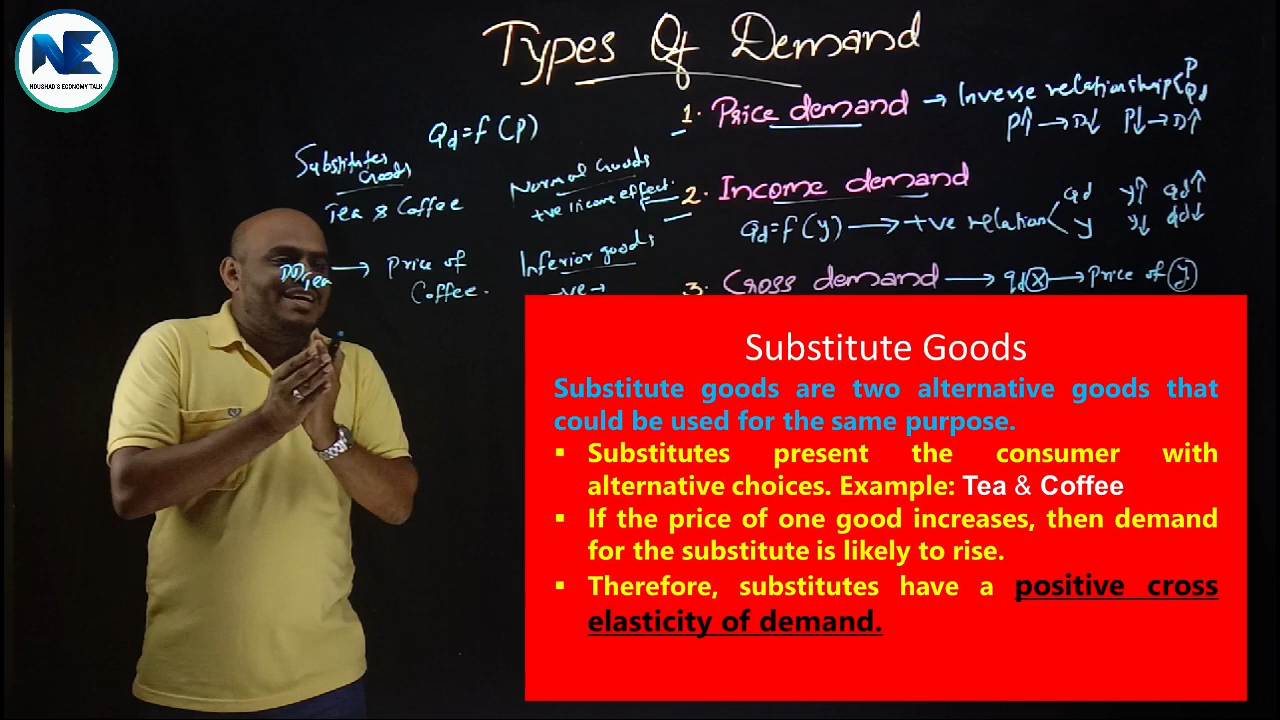 NE
NOUSHAD'S ECONOMY TALK
Types Of Demand
Qd=f(P)
1. Price demand → Inverse relationship < P Qd
P↑ → D↓ P↓ → D↑
Substitutes Goods
Tea & Coffee
DD Tea → Price of Coffee.
Normal Goods
+ve income effect.
Inferior goods
-ve →
2. Income demand
Qd=f(y) → +ve relation < Qd y
y↑ Qd↑
y↓ Qd↓
3. Cross demand → qd x → Price of y
Substitute Goods
Substitute goods are two alternative goods that
could be used for the same purpose.
▪ Substitutes present the consumer with
alternative choices. Example: Tea & Coffee
▪ If the price of one good increases, then demand
for the substitute is likely to rise.
▪ Therefore, substitutes have a positive cross
elasticity of demand.